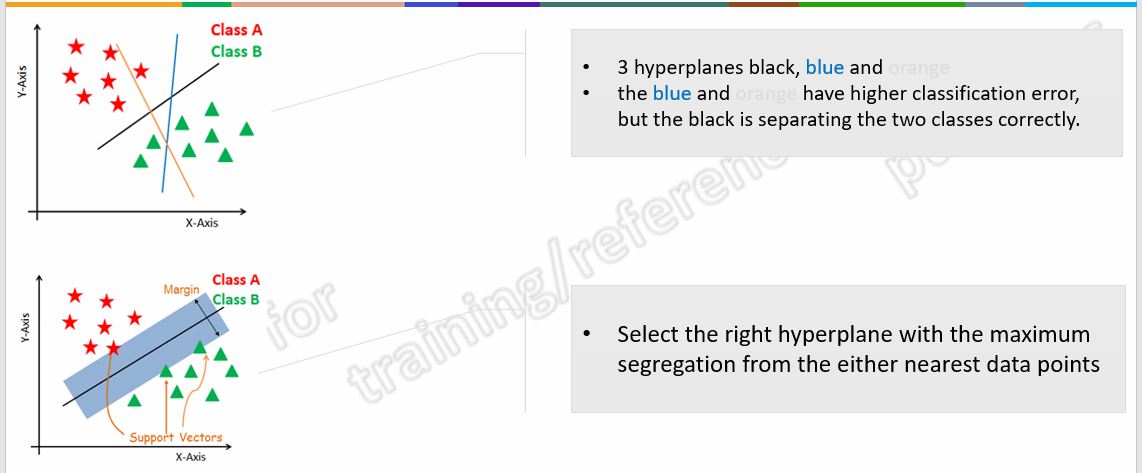 Class A
Class B
Y-Axis
X-Axis
• 3 hyperplanes black, blue and orange
• the blue and orange have higher classification error,
but the black is separating the two classes correctly.
for
training/referenc
Class A
Class B
Margin
Y-Axis
Support Vectors
X-Axis
• Select the right hyperplane with the maximum
segregation from the either nearest data points